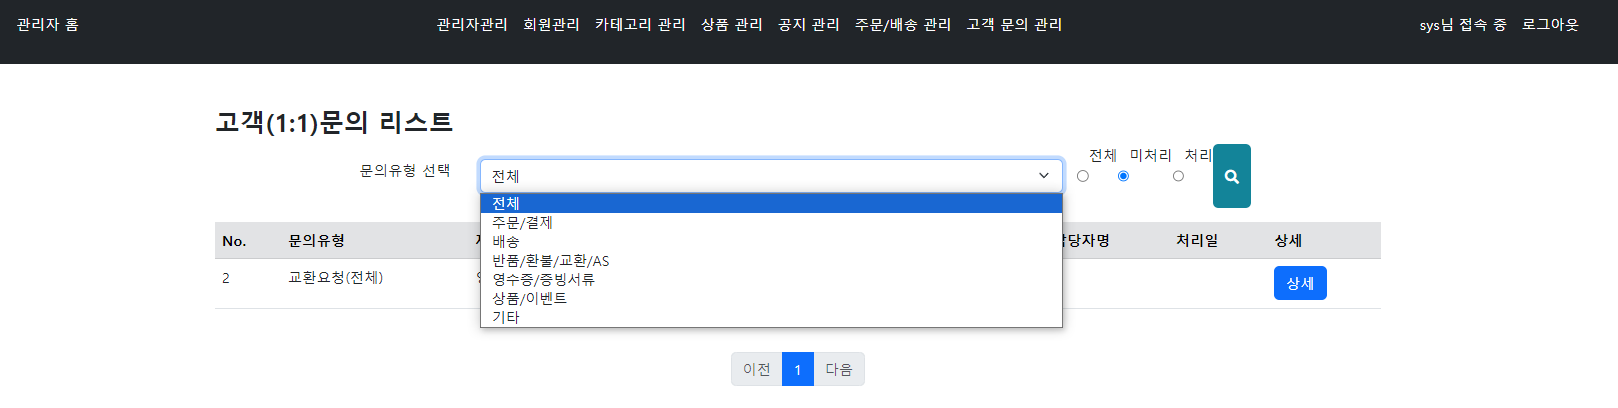 관리자 홈 관리자관리 회원관리 카테고리 관리 상품 관리 공지 관리 주문/배송 관리 고객 문의 관리 sys님 접속 중 로그아웃
고객(1:1)문의 리스트
전체 미처리 처리
문의유형 선택 전체
전체
주문/결제
배송
반품/환불/교환/AS
영수증/증빙서류
상품/이벤트
기타
No. 문의유형 담당자명 처리일 상세
2 교환요청(전체) 상세
이전 1 다음